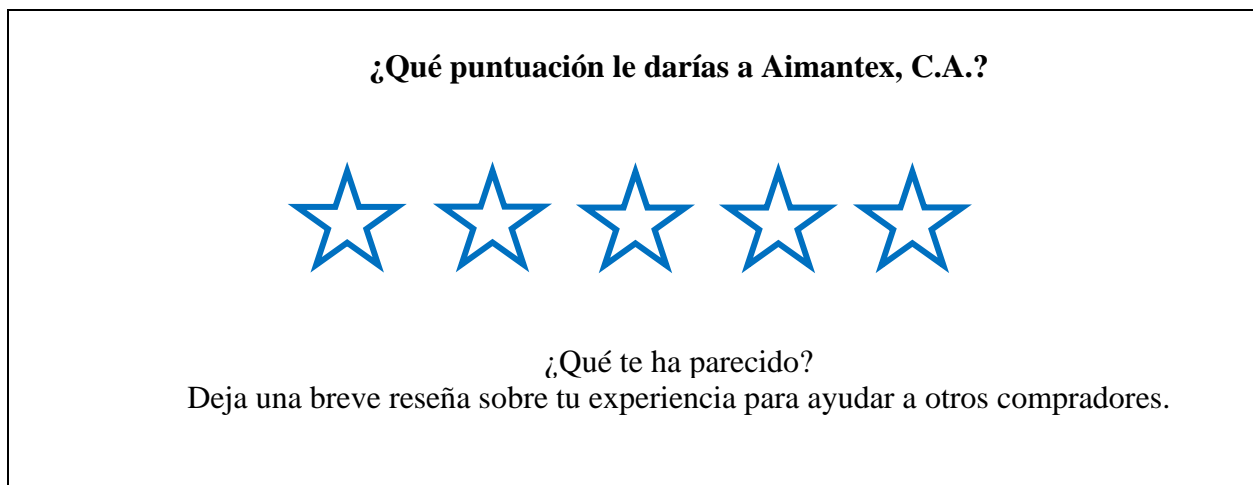 ¿Qué puntuación le darías a Aimantex, C.A.?
¿Qué te ha parecido?
Deja una breve reseña sobre tu experiencia para ayudar a otros compradores.